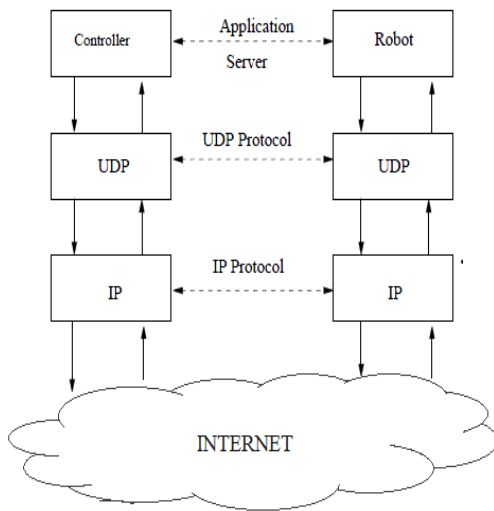 Controller
Application
Server
Robot
UDP
UDP Protocol
UDP
IP
IP Protocol
IP
INTERNET